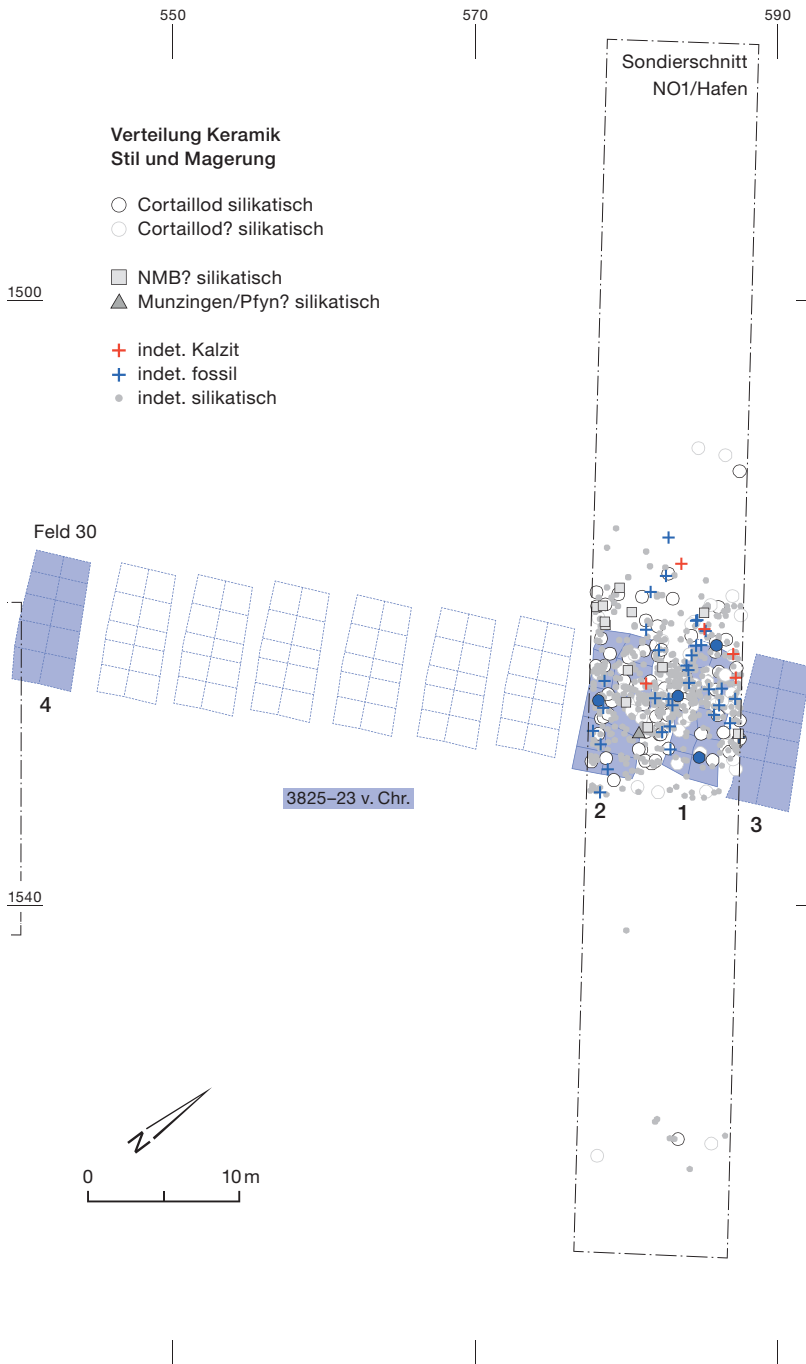 550
570
590
Sondierschnitt
NO1/Hafen
Verteilung Keramik
Stil und Magerung
Cortaillod silikatisch
Cortaillod? silikatisch
NMB? silikatisch
Munzingen/Pfyn? silikatisch
indet. Kalzit
indet. fossil
indet. silikatisch
1500
Feld 30
4
3825–23 v. Chr.
2
1
3
1540
N
0
10 m